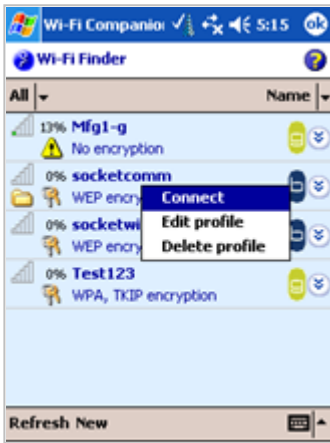 Wi-Fi Companio 5:15 ok
Wi-Fi Finder ?
All Name
13% Mfg1-g
No encryption
0% socketcomm
WEP encry
Connect
0% socketwi
Edit profile
WEP encry
Delete profile
0% Test123
WPA, TKIP encryption
Refresh New